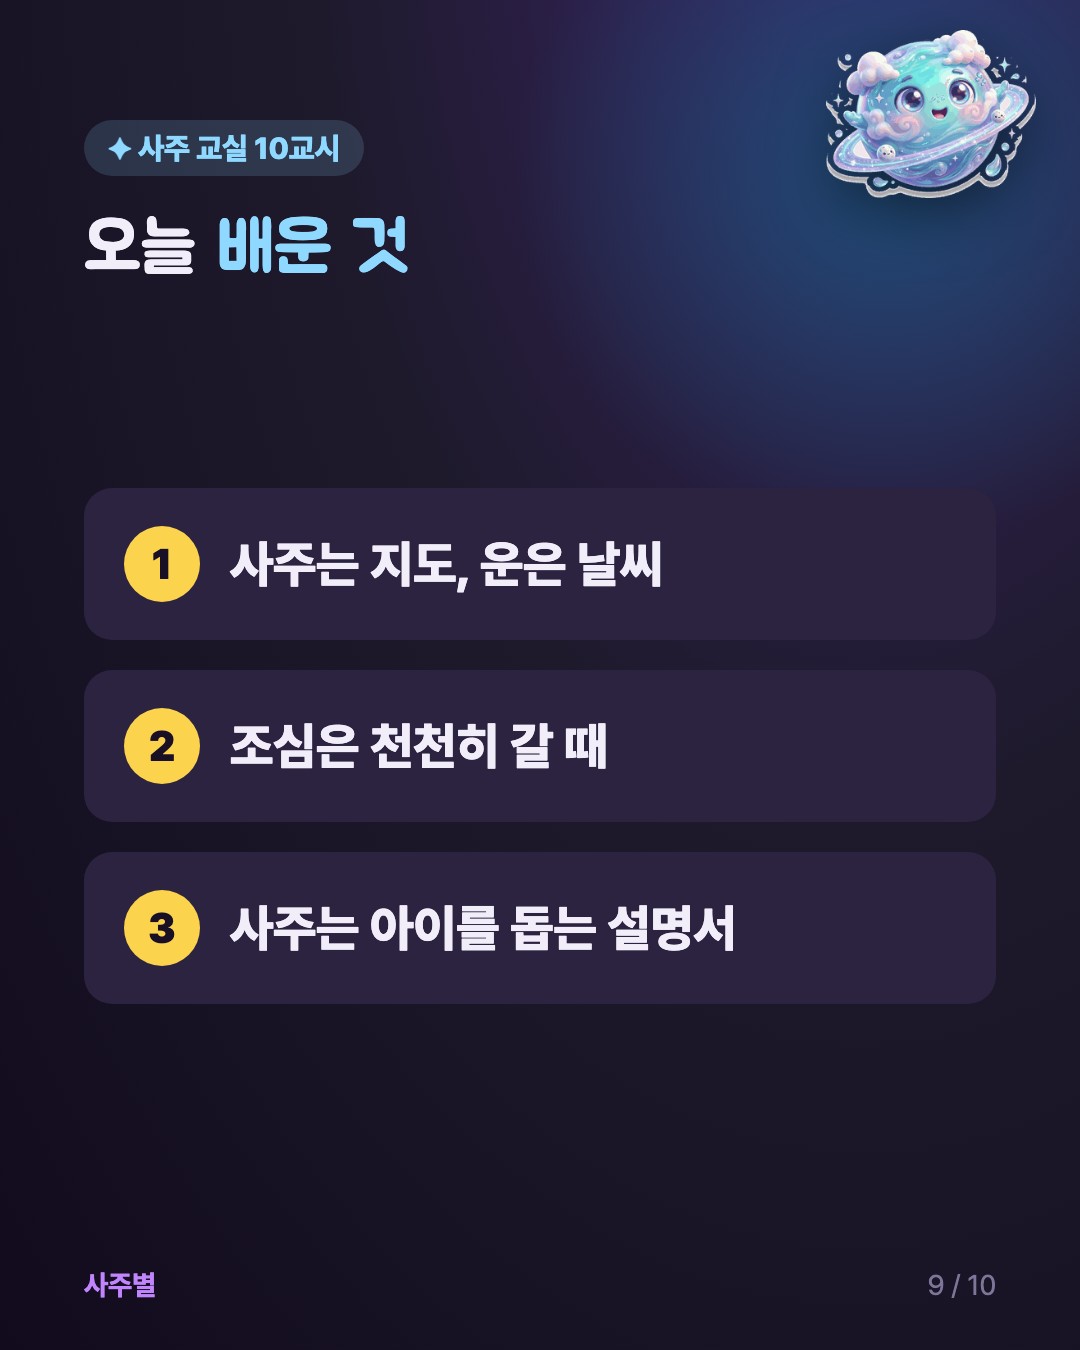 ✦ 사주 교실 10교시
오늘 배운 것
1 사주는 지도, 운은 날씨
2 조심은 천천히 갈 때
3 사주는 아이를 돕는 설명서
사주별
9 / 10